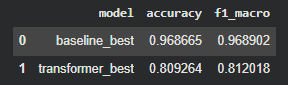 model accuracy f1_macro
0 baseline_best 0.968665 0.968902
1 transformer_best 0.809264 0.812018